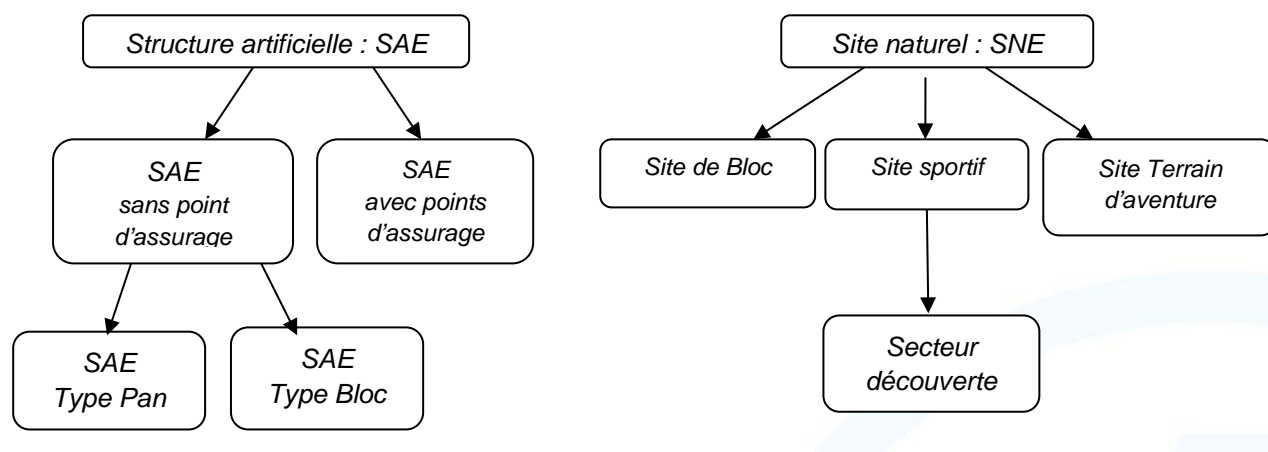 Structure artificielle : SAE
SAE
sans point
d'assurage
SAE
avec points
d'assurage
SAE
Type Pan
SAE
Type Bloc
Site naturel : SNE
Site de Bloc
Site sportif
Site Terrain
d'aventure
Secteur
découverte